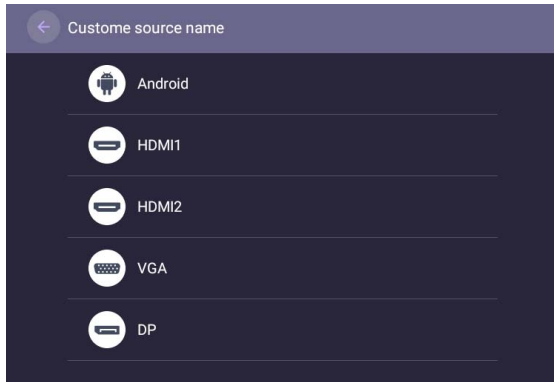 Custome source name
Android
HDMI1
HDMI2
VGA
DP